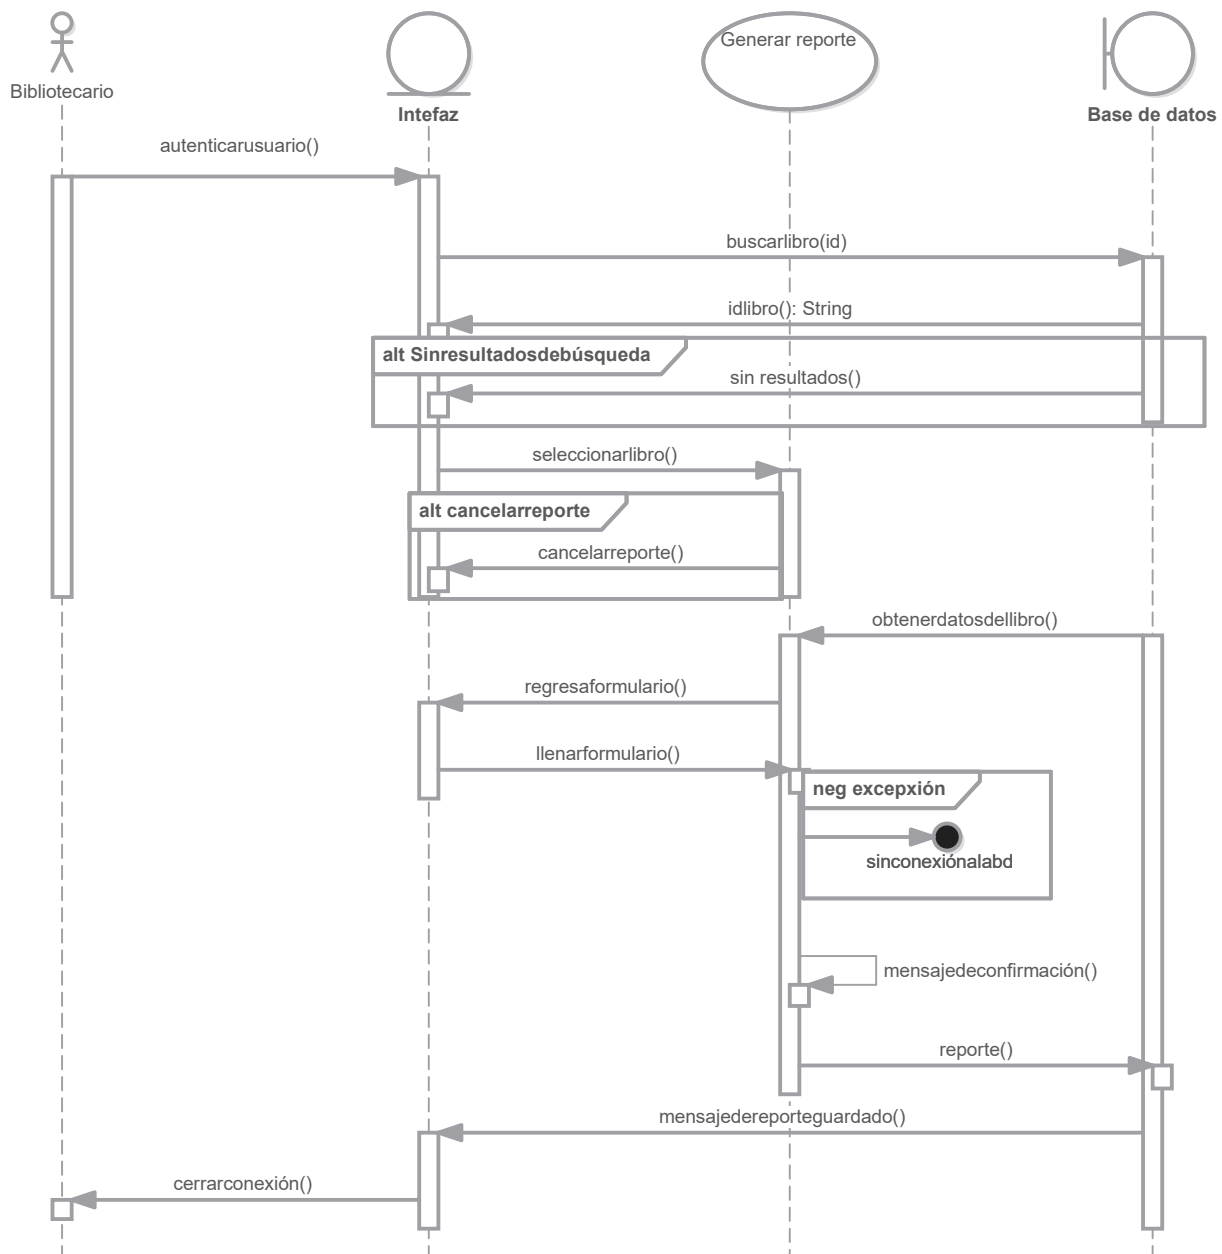 Generar reporte
Bibliotecario
Intefaz
Base de datos
autenticarusuario()
buscarlibro(id)
idlibro(): String
alt Sinresultadosdebúsqueda
sin resultados()
seleccionarlibro()
alt cancelarreporte
cancelarreporte()
obtenerdatosdellibro()
regresaformulario()
llenarformulario()
neg excepxión
sinconexiónalabd
mensajedeconfirmación()
reporte()
mensajedereporteguardado()
cerrarconexión()